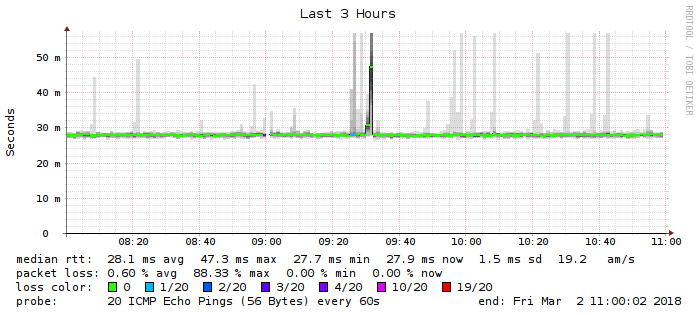 Last 3 Hours
RRDTOOL / TOBI OETIKER
Seconds
50 m
40 m
30 m
20 m
10 m
0
08:20 08:40 09:00 09:20 09:40 10:00 10:20 10:40 11:00
median rtt: 28.1 ms avg 47.3 ms max 27.7 ms min 27.9 ms now 1.5 ms sd 19.2 am/s
packet loss: 0.60 % avg 88.33 % max 0.00 % min 0.00 % now
loss color: 0 1/20 2/20 3/20 4/20 10/20 19/20
probe: 20 ICMP Echo Pings (56 Bytes) every 60s end: Fri Mar 2 11:00:02 2018